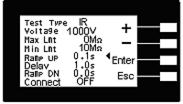 Test Type IR
Voltage 1000V
Max Lmt 0MΩ
Min Lmt 10MΩ
Ramp UP 0.1s
Delay 1.0s
Ramp DN 0.0s
Connect OFF
+
−
Enter
Esc